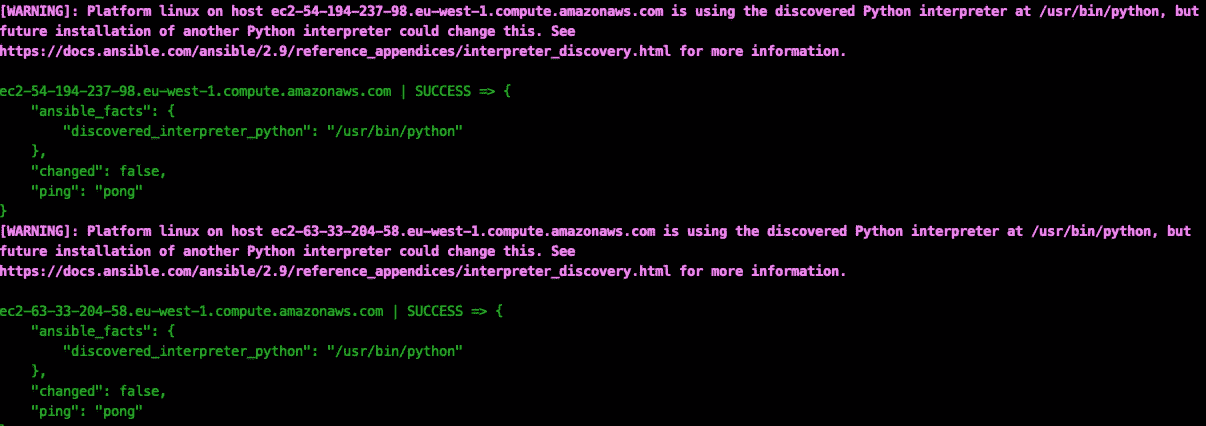 [WARNING]: Platform linux on host ec2-54-194-237-98.eu-west-1.compute.amazonaws.com is using the discovered Python interpreter at /usr/bin/python, but
future installation of another Python interpreter could change this. See
https://docs.ansible.com/ansible/2.9/reference_appendices/interpreter_discovery.html for more information.

ec2-54-194-237-98.eu-west-1.compute.amazonaws.com | SUCCESS => {
    "ansible_facts": {
        "discovered_interpreter_python": "/usr/bin/python"
    },
    "changed": false,
    "ping": "pong"
}
[WARNING]: Platform linux on host ec2-63-33-204-58.eu-west-1.compute.amazonaws.com is using the discovered Python interpreter at /usr/bin/python, but
future installation of another Python interpreter could change this. See
https://docs.ansible.com/ansible/2.9/reference_appendices/interpreter_discovery.html for more information.

ec2-63-33-204-58.eu-west-1.compute.amazonaws.com | SUCCESS => {
    "ansible_facts": {
        "discovered_interpreter_python": "/usr/bin/python"
    },
    "changed": false,
    "ping": "pong"